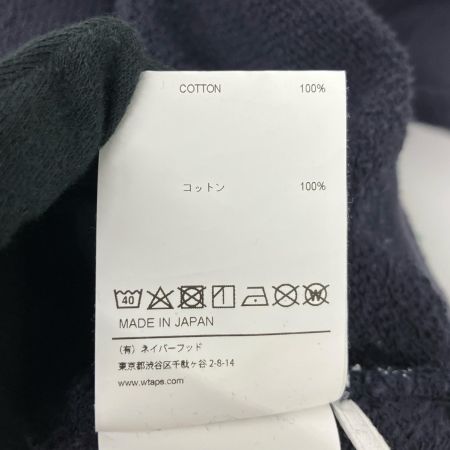 COTTON 100%
コットン 100%
40 W
MADE IN JAPAN
(有) ネイバーフッド
東京都渋谷区千駄ヶ谷 2-8-14
www.wtaps.com